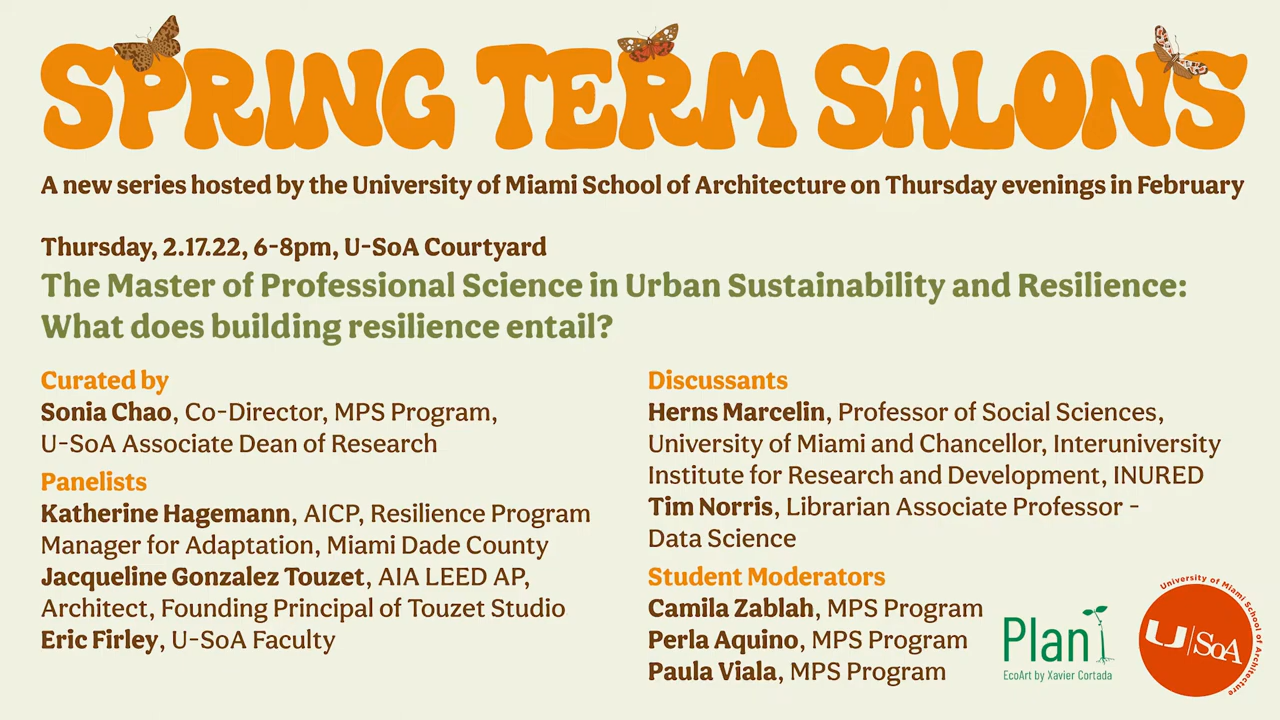 SPRING TERM SALONS
A new series hosted by the University of Miami School of Architecture on Thursday evenings in February
Thursday, 2.17.22, 6-8pm, U-SoA Courtyard
The Master of Professional Science in Urban Sustainability and Resilience:
What does building resilience entail?
Curated by
Sonia Chao, Co-Director, MPS Program,
U-SoA Associate Dean of Research
Panelists
Katherine Hagemann, AICP, Resilience Program
Manager for Adaptation, Miami Dade County
Jacqueline Gonzalez Touzet, AIA LEED AP,
Architect, Founding Principal of Touzet Studio
Eric Firley, U-SoA Faculty
Discussants
Herns Marcelin, Professor of Social Sciences,
University of Miami and Chancellor, Interuniversity
Institute for Research and Development, INURED
Tim Norris, Librarian Associate Professor -
Data Science
Student Moderators
Camila Zablah, MPS Program
Perla Aquino, MPS Program
Paula Viala, MPS Program
Plan
EcoArt by Xavier Cortada
University of Miami School of Architecture
U|SoA